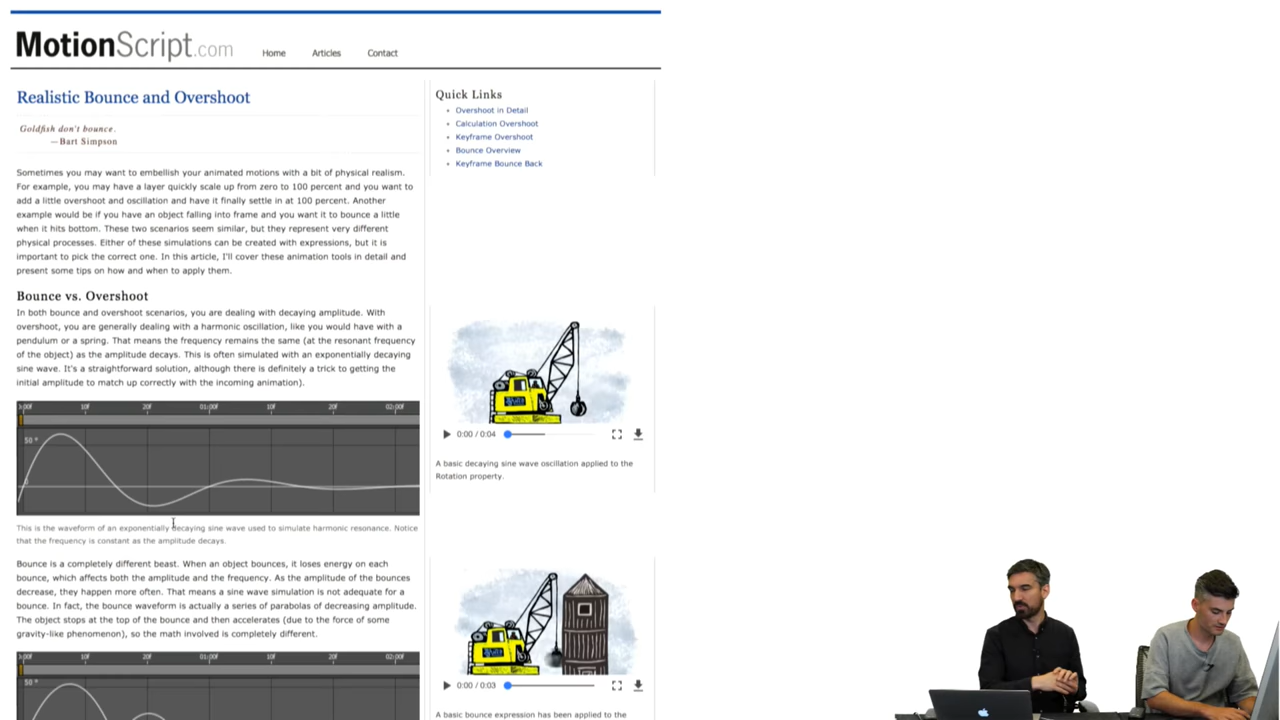 MotionScript.com
Home
Articles
Contact
Realistic Bounce and Overshoot
Goldfish don't bounce.
—Bart Simpson
Sometimes you may want to embellish your animated motions with a bit of physical realism.
For example, you may have a layer quickly scale up from zero to 100 percent and you want to
add a little overshoot and oscillation and have it finally settle in at 100 percent. Another
example would be if you have an object falling into frame and you want it to bounce a little
when it hits bottom. These two scenarios seem similar, but they represent very different
physical processes. Either of these simulations can be created with expressions, but it is
important to pick the correct one. In this article, I'll cover these animation tools in detail and
present some tips on how and when to apply them.
Bounce vs. Overshoot
In both bounce and overshoot scenarios, you are dealing with decaying amplitude. With
overshoot, you are generally dealing with a harmonic oscillation, like you would have with a
pendulum or a spring. That means the frequency remains the same (at the resonant frequency
of the object) as the amplitude decays. This is often simulated with an exponentially decaying
sine wave. It's a straightforward solution, although there is definitely a trick to getting the
initial amplitude to match up correctly with the incoming animation).
10f 20f 01:00f 10f 20f 02:00f
50 °
This is the waveform of an exponentially decaying sine wave used to simulate harmonic resonance. Notice
that the frequency is constant as the amplitude decays.
Bounce is a completely different beast. When an object bounces, it loses energy on each
bounce, which affects both the amplitude and the frequency. As the amplitude of the bounces
decrease, they happen more often. That means a sine wave simulation is not adequate for a
bounce. In fact, the bounce waveform is actually a series of parabolas of decreasing amplitude.
The object stops at the top of the bounce and then accelerates (due to the force of some
gravity-like phenomenon), so the math involved is completely different.
10f 20f 01:00f 10f 20f 02:00f
50 °
Quick Links
Overshoot in Detail
Calculation Overshoot
Keyframe Overshoot
Bounce Overview
Keyframe Bounce Back
0:00 / 0:04
A basic decaying sine wave oscillation applied to the
Rotation property.
0:00 / 0:03
A basic bounce expression has been applied to the